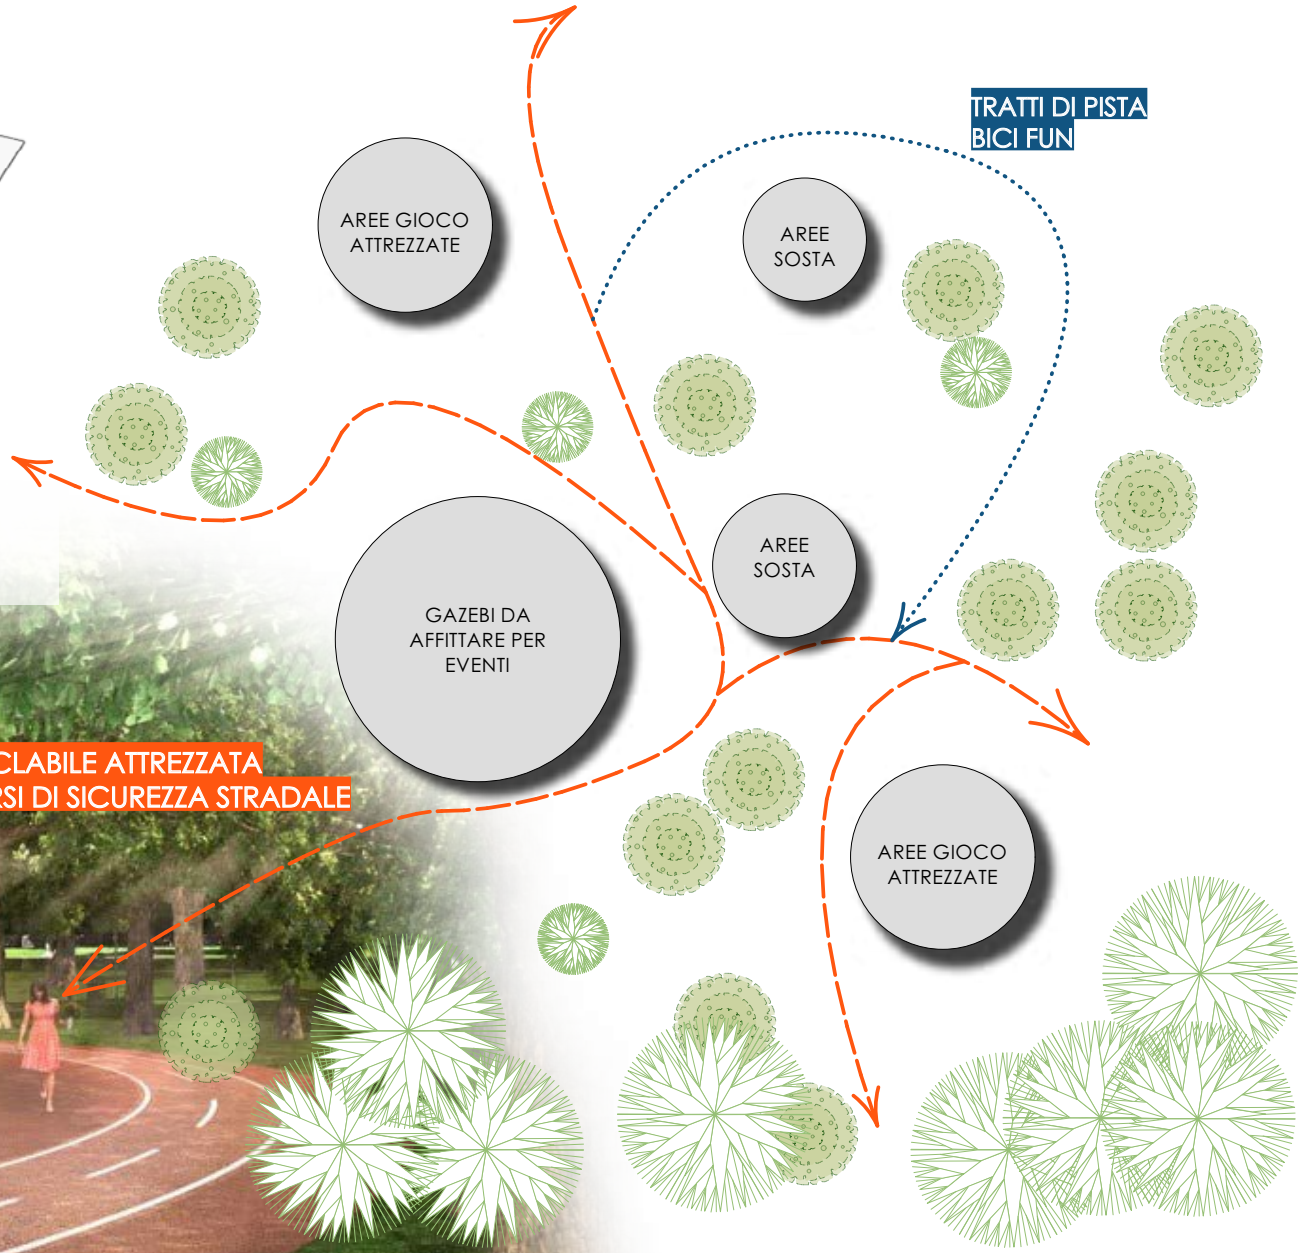 TRATTI DI PISTA
BICI FUN
AREE GIOCO
ATTREZZATE
AREE
SOSTA
AREE
SOSTA
GAZEBI DA
AFFITTARE PER
EVENTI
CLABILE ATTREZZATA
RSI DI SICUREZZA STRADALE
AREE GIOCO
ATTREZZATE